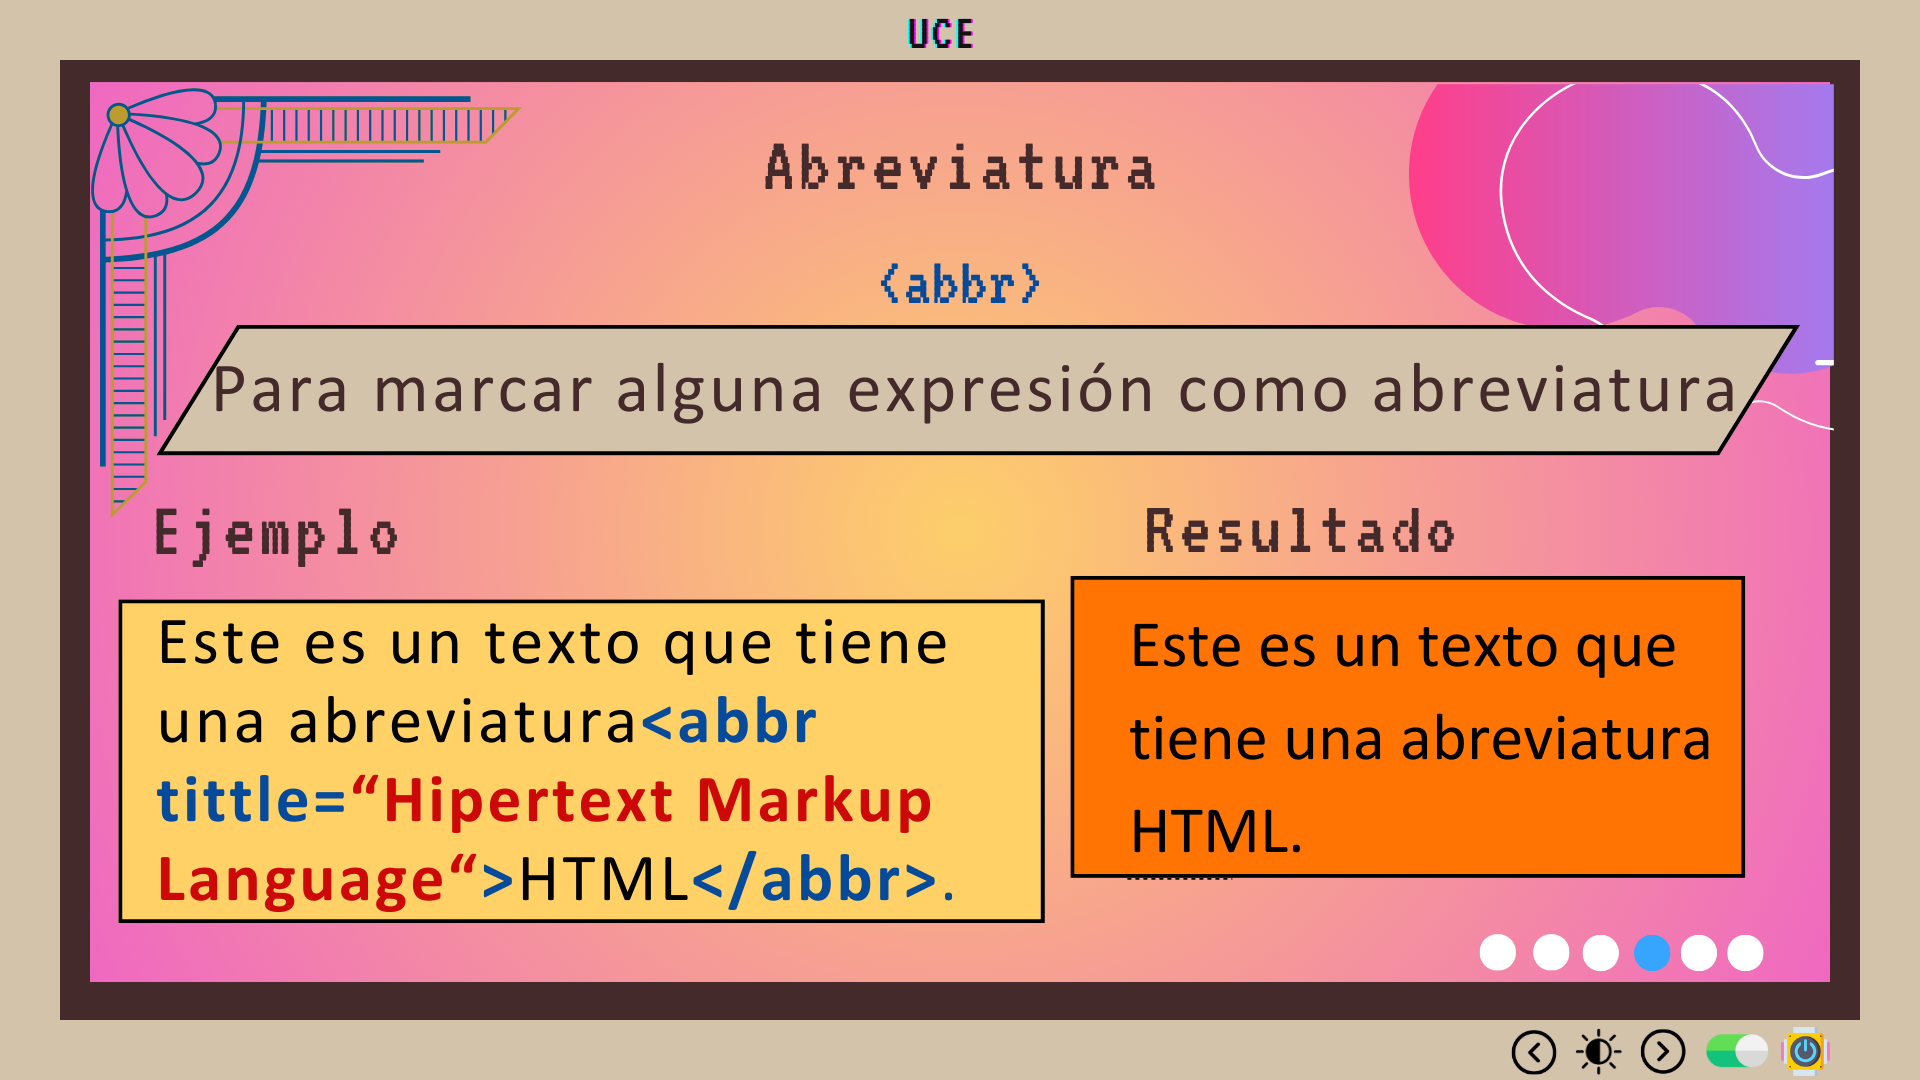 UCE
Abreviatura
<abbr>
Para marcar alguna expresión como abreviatura
Ejemplo
Este es un texto que tiene
una abreviatura<abbr
tittle=“Hipertext Markup
Language“>HTML</abbr>.
Resultado
Este es un texto que
tiene una abreviatura
HTML.